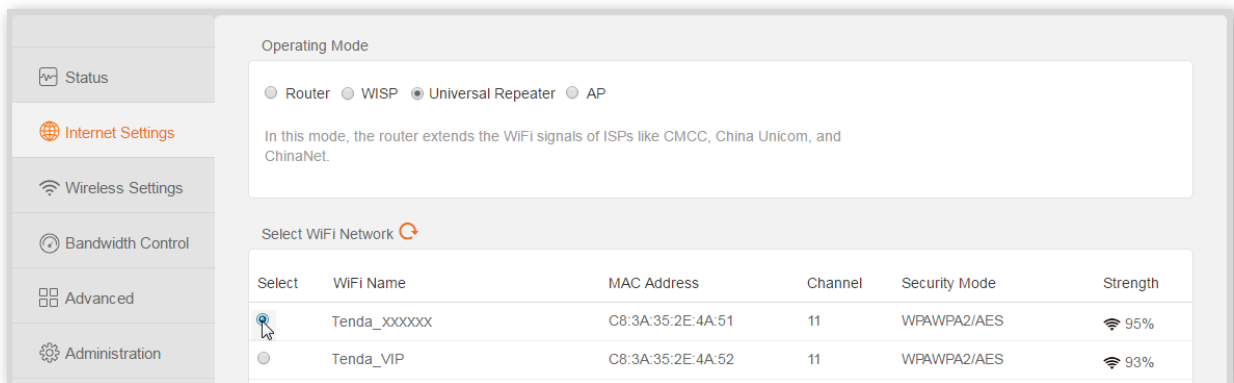 Operating Mode
Status
Router WISP Universal Repeater AP
Internet Settings
In this mode, the router extends the WiFi signals of ISPs like CMCC, China Unicom, and
ChinaNet.
Wireless Settings
Select WiFi Network
Bandwidth Control
Select WiFi Name MAC Address Channel Security Mode Strength
Advanced
Tenda_XXXXXX C8:3A:35:2E:4A:51 11 WPAWPA2/AES 95%
Administration
Tenda_VIP C8:3A:35:2E:4A:52 11 WPAWPA2/AES 93%